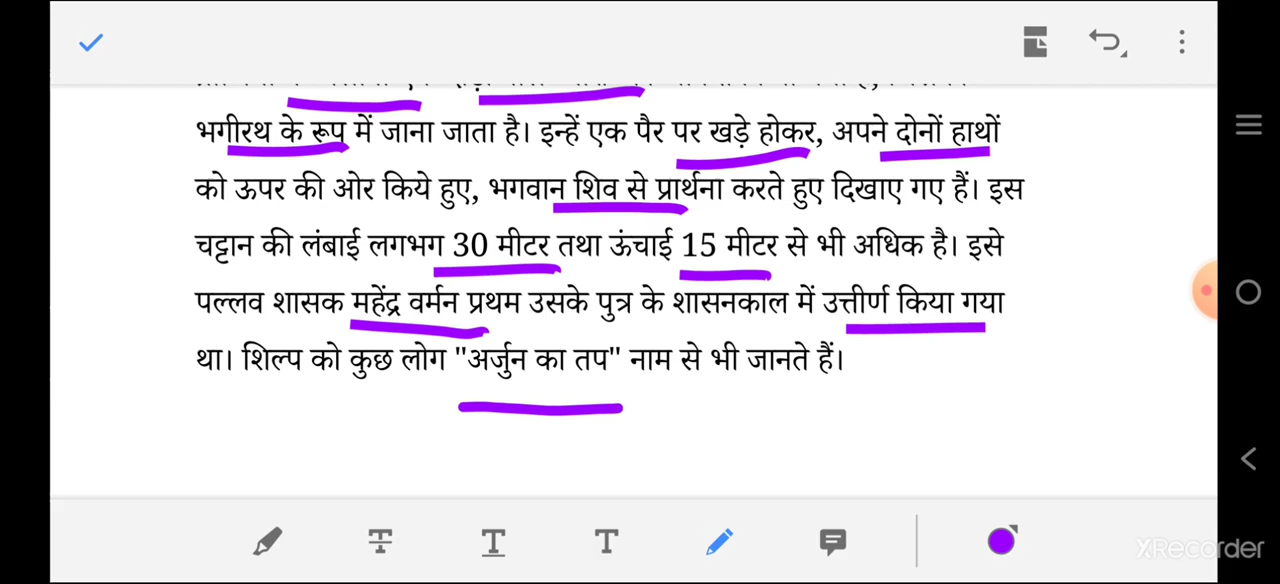 भगीरथ के रूप में जाना जाता है। इन्हें एक पैर पर खड़े होकर, अपने दोनों हाथों
को ऊपर की ओर किये हुए, भगवान शिव से प्रार्थना करते हुए दिखाए गए हैं। इस
चट्टान की लंबाई लगभग 30 मीटर तथा ऊंचाई 15 मीटर से भी अधिक है। इसे
पल्लव शासक महेंद्र वर्मन प्रथम उसके पुत्र के शासनकाल में उत्तीर्ण किया गया
था। शिल्प को कुछ लोग "अर्जुन का तप" नाम से भी जानते हैं।
XRecorder